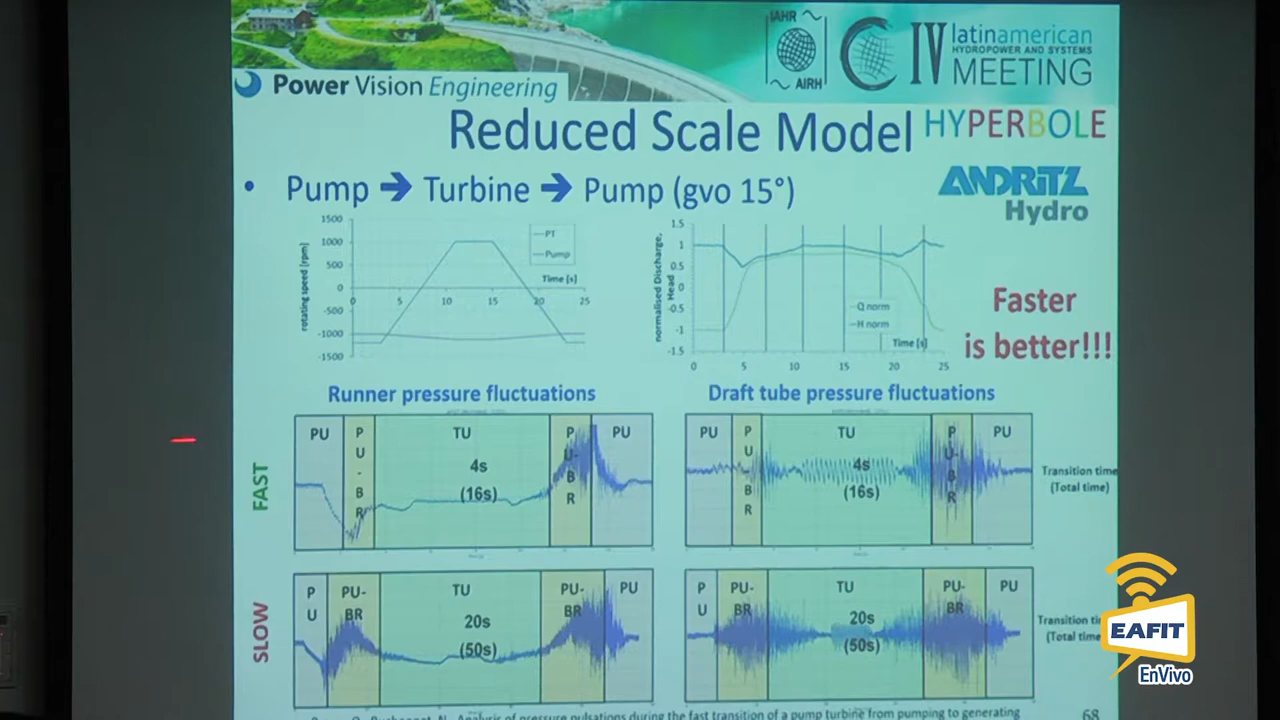 IAHR
AIRH
IV latinamerican
HYDROPOWER AND SYSTEMS
MEETING
Power Vision Engineering
Reduced Scale Model
HYPERBOLE
• Pump ➔ Turbine ➔ Pump (gvo 15°)
ANDRITZ
Hydro
1500
1000
500
0
-500
-1000
-1500
rotating speed [rpm]
PT
Pump
Time [s]
0 5 10 15 20 25
1.5
1
0.5
0
-0.5
-1
-1.5
normalised Discharge,
Head
Q norm
H norm
Time [s]
0 5 10 15 20 25
Faster
is better!!!
Runner pressure fluctuations
Draft tube pressure fluctuations
FAST
PU
PU-BR
TU
4s
(16s)
PU-BR
PU
PU
PU BR
TU
4s
(16s)
PU-BR
PU
Transition time
(Total time)
SLOW
PU
PU-BR
TU
20s
(50s)
PU-BR
PU
PU
PU-BR
TU
20s
(50s)
PU-BR
PU
Transition
(Total time
EAFIT
EnVivo
Analysis of pressure pulsations during the fast transition of a pump turbine from pumping to generating
68